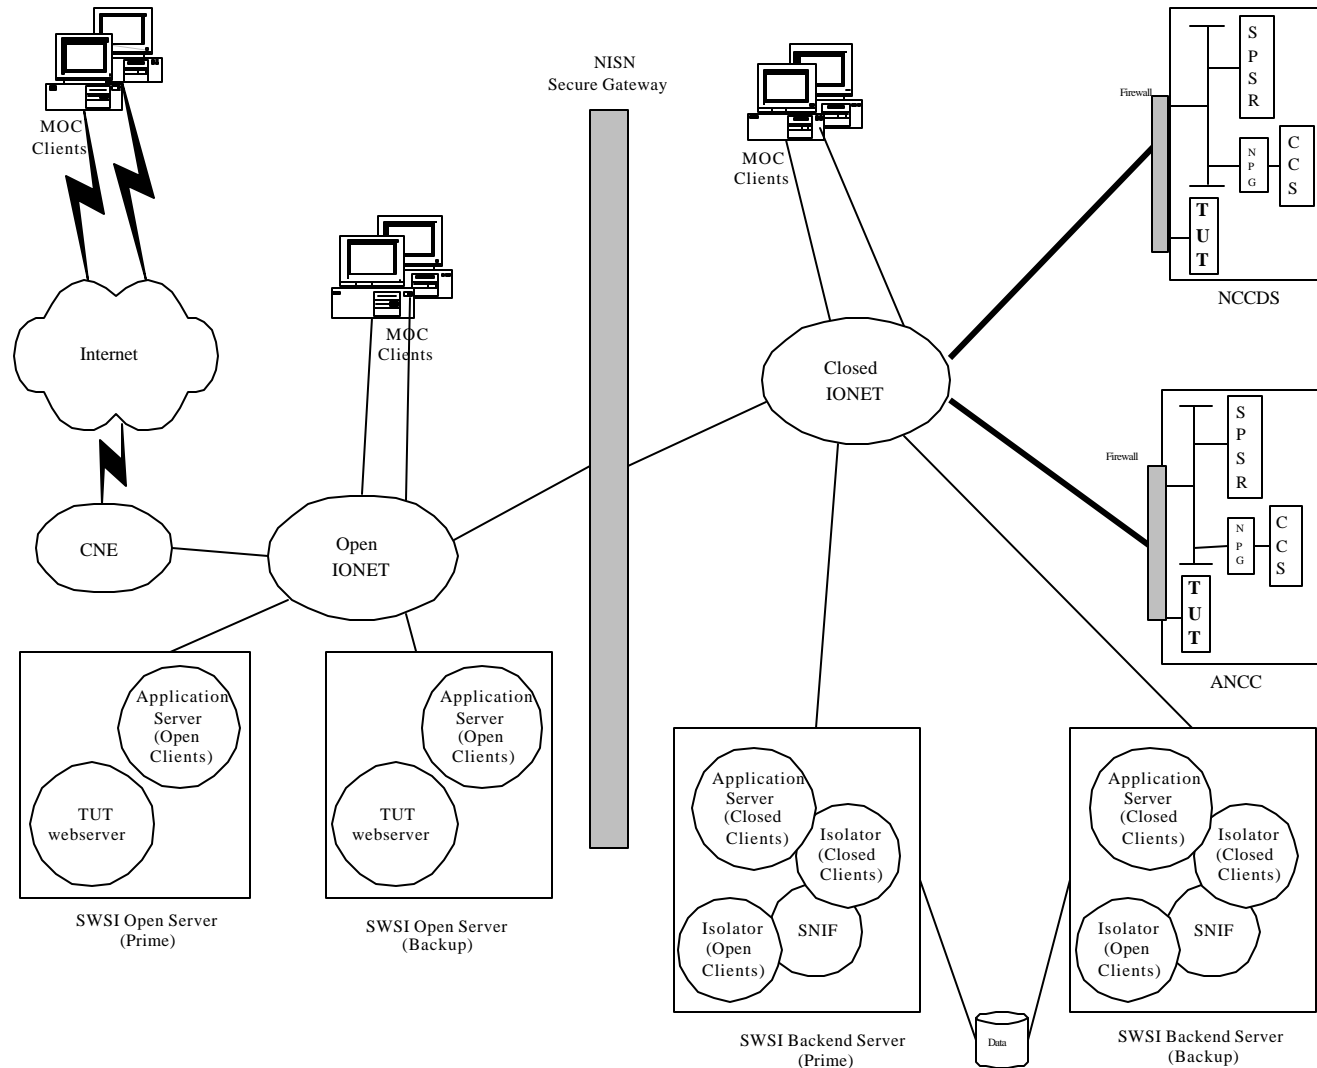 MOC
Clients
NISN
Secure Gateway
MOC
Clients
Firewall
S
P
S
R
N
P
G
C
C
S
T
U
T
NCCDS
MOC
Clients
Internet
Closed
IONET
Firewall
S
P
S
R
N
P
G
C
C
S
T
U
T
ANCC
CNE
Open
IONET
Application
Server
(Open
Clients)
TUT
webserver
SWSI Open Server
(Prime)
Application
Server
(Open
Clients)
TUT
webserver
SWSI Open Server
(Backup)
Application
Server
(Closed
Clients)
Isolator
(Closed
Clients)
Isolator
(Open
Clients)
SNIF
SWSI Backend Server
(Prime)
Data
Application
Server
(Closed
Clients)
Isolator
(Closed
Clients)
Isolator
(Open
Clients)
SNIF
SWSI Backend Server
(Backup)